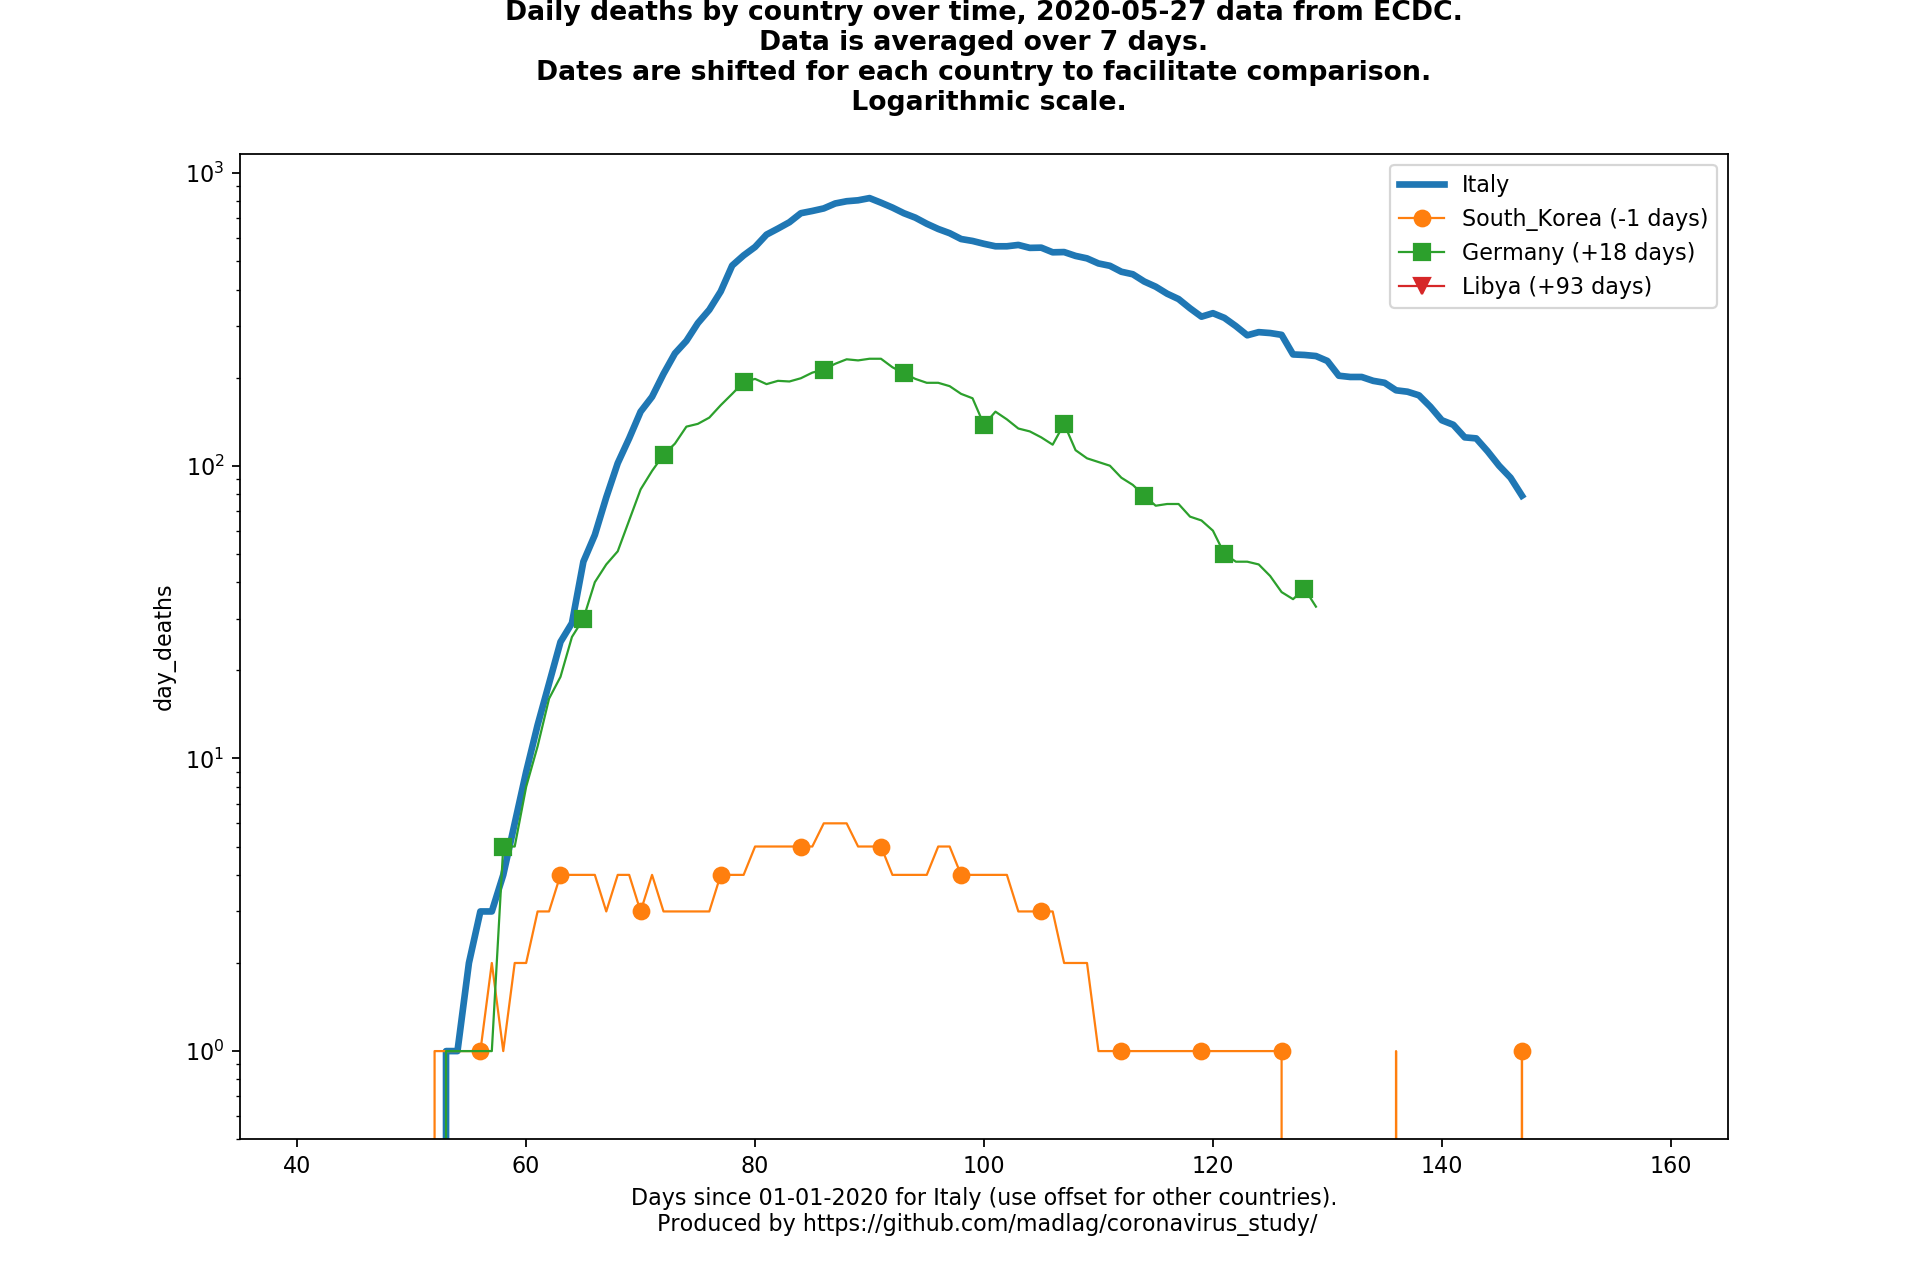 Daily deaths by country over time, 2020-05-27 data from ECDC.
Data is averaged over 7 days.
Dates are shifted for each country to facilitate comparison.
Logarithmic scale.
10³
Italy
South_Korea (-1 days)
Germany (+18 days)
Libya (+93 days)
10²
day_deaths
10¹
10⁰
40 60 80 100 120 140 160
Days since 01-01-2020 for Italy (use offset for other countries).
Produced by https://github.com/madlag/coronavirus_study/